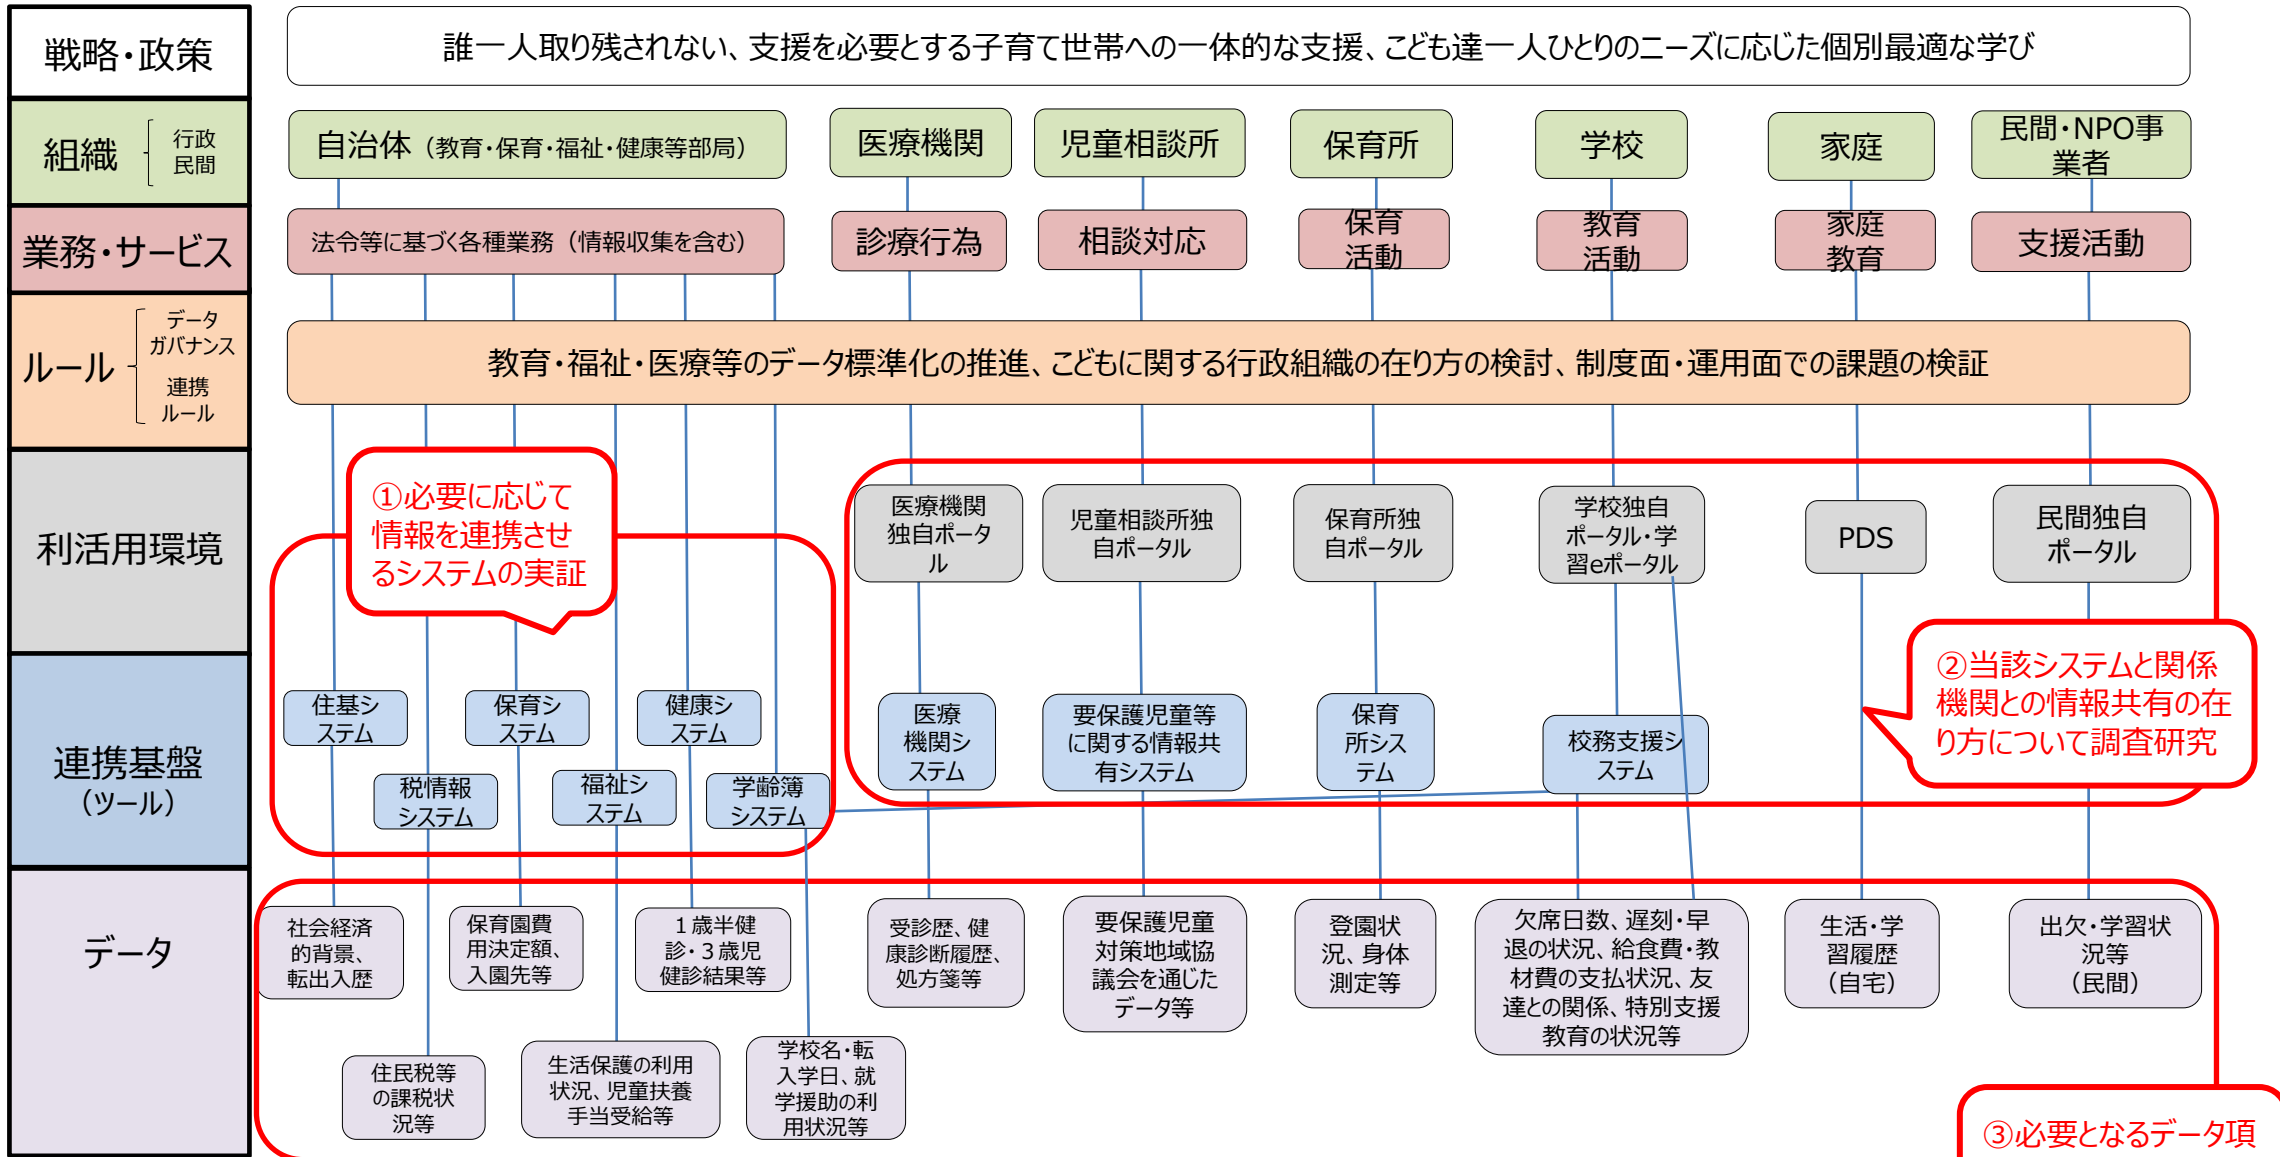 戦略・政策
誰一人取り残されない、支援を必要とする子育て世帯への一体的な支援、こども達一人ひとりのニーズに応じた個別最適な学び
組織
行政
民間
自治体（教育・保育・福祉・健康等部局）
医療機関
児童相談所
保育所
学校
家庭
民間・NPO事
業者
業務・サービス
法令等に基づく各種業務（情報収集を含む）
診療行為
相談対応
保育
活動
教育
活動
家庭
教育
支援活動
ルール
データ
ガバナンス
連携
ルール
教育・福祉・医療等のデータ標準化の推進、こどもに関する行政組織の在り方の検討、制度面・運用面での課題の検証
利活用環境
①必要に応じて
情報を連携させ
るシステムの実証
医療機関
独自ポータ
ル
児童相談所独
自ポータル
保育所独
自ポータル
学校独自
ポータル・学
習eポータル
PDS
民間独自
ポータル
②当該システムと関係
機関との情報共有の在
り方について調査研究
連携基盤
（ツール）
住基シ
ステム
税情報
システム
保育シ
ステム
福祉シ
ステム
健康シ
ステム
学齢簿
システム
医療
機関シ
ステム
要保護児童等
に関する情報共
有システム
保育
所シス
テム
校務支援シ
ステム
データ
社会経済
的背景、
転出入歴
住民税等
の課税状
況等
保育園費
用決定額、
入園先等
生活保護の利用
状況、児童扶養
手当受給等
１歳半健
診・３歳児
健診結果等
学校名・転
入学日、就
学援助の利
用状況等
受診歴、健
康診断履歴、
処方箋等
要保護児童
対策地域協
議会を通じた
データ等
登園状
況、身体
測定等
欠席日数、遅刻・早
退の状況、給食費・教
材費の支払状況、友
達との関係、特別支援
教育の状況等
生活・学
習履歴
（自宅）
出欠・学習状
況等
（民間）
③必要となるデータ項